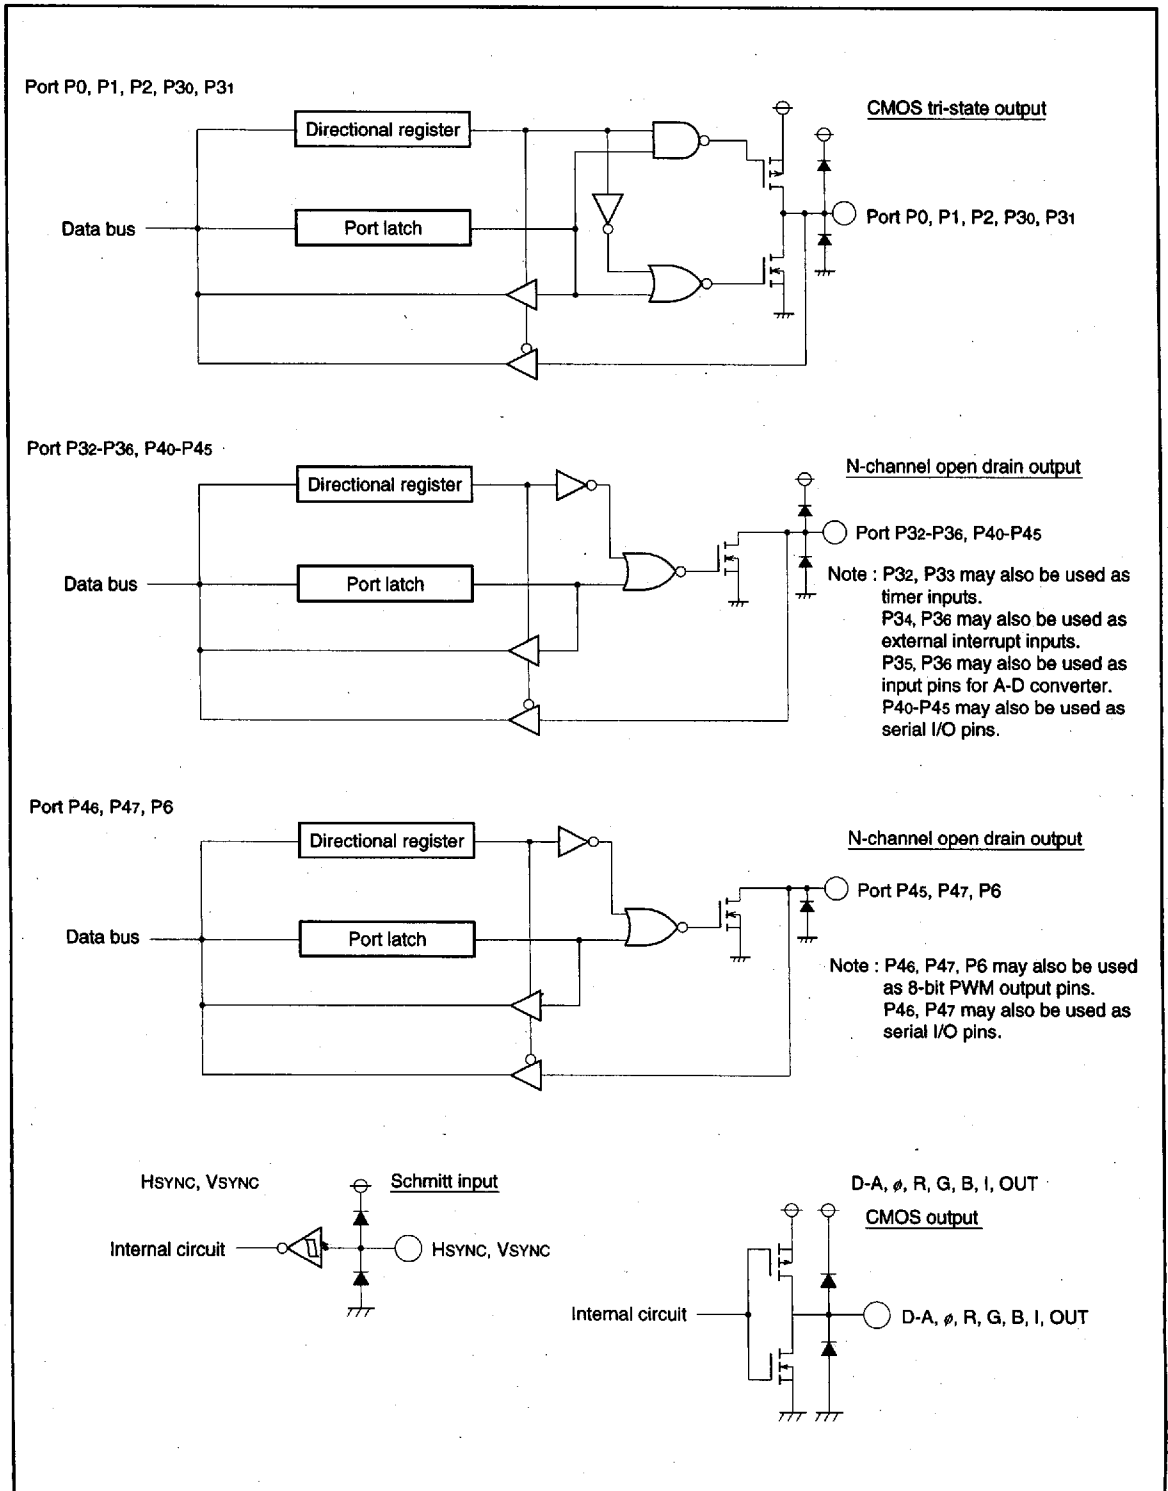 Port P0, P1, P2, P30, P31
CMOS tri-state output
Directional register
Data bus
Port latch
Port P0, P1, P2, P30, P31
Port P32-P36, P40-P45
N-channel open drain output
Directional register
Port P32-P36, P40-P45
Data bus
Port latch
Note : P32, P33 may also be used as
timer inputs.
P34, P36 may also be used as
external interrupt inputs.
P35, P36 may also be used as
input pins for A-D converter.
P40-P45 may also be used as
serial I/O pins.
Port P46, P47, P6
N-channel open drain output
Directional register
Port P45, P47, P6
Data bus
Port latch
Note : P46, P47, P6 may also be used
as 8-bit PWM output pins.
P46, P47 may also be used as
serial I/O pins.
HSYNC, VSYNC
Schmitt input
Internal circuit
HSYNC, VSYNC
D-A, ø, R, G, B, I, OUT
CMOS output
Internal circuit
D-A, ø, R, G, B, I, OUT